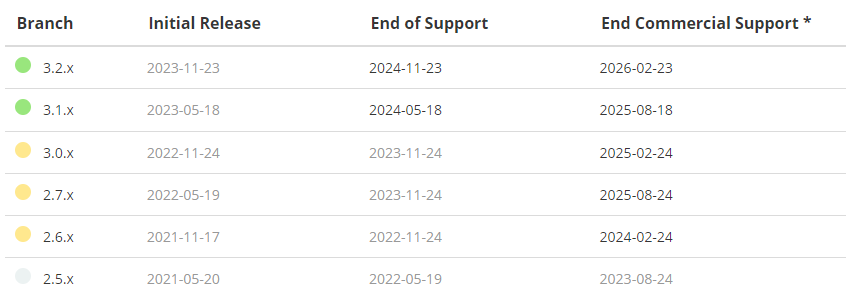 Branch Initial Release End of Support End Commercial Support *
3.2.x 2023-11-23 2024-11-23 2026-02-23
3.1.x 2023-05-18 2024-05-18 2025-08-18
3.0.x 2022-11-24 2023-11-24 2025-02-24
2.7.x 2022-05-19 2023-11-24 2025-08-24
2.6.x 2021-11-17 2022-11-24 2024-02-24
2.5.x 2021-05-20 2022-05-19 2023-08-24